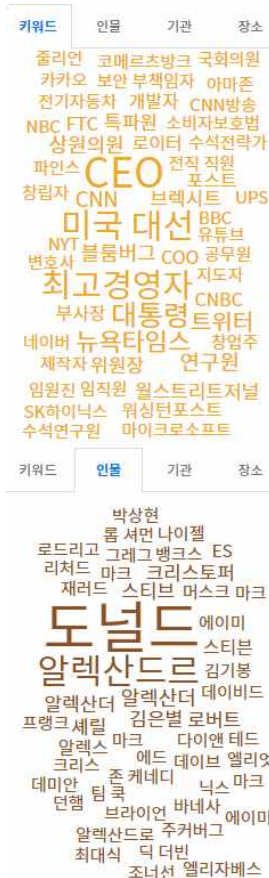 키워드 인물 기관 장소
줄리언 코메르츠방크 국회의원
카카오 보안 부책임자 아마존
전기자동차 개발자 CNN방송
NBC FTC 특파원 소비자보호법
상원의원 로이터 수석전략가
파인스 CEO 전직 직원
포스트
창립자 CNN 브렉시트 UPS
미국 대선 BBC
유튜브
NYT 블룸버그 COO 공무원
변호사 최고경영자 지도자
CNBC
부사장 대통령 트위터
네이버 뉴욕타임스 창업주
제작자 위원장 연구원
임원진 임직원 월스트리트저널
SK하이닉스 워싱턴포스트
수석연구원 마이크로소프트
키워드 인물 기관 장소
박상현
롭 셔먼 나이젤
로드리고 그레그 뱅크스 ES
리처드 마크 크리스토퍼
재러드 스티브 머스크 마크
도널드 에이미
스티븐
알렉산드르 김기봉
알렉산더 알렉산더 데이비드
프랭크 셰릴 김은별 로버트
알렉스 마크 다이앤 테드
크리스 에드 데이브 엘리엇
데미안 존 케네디 닉스 마크
던햄 팀 쿡 바네사
브라이언 에이미
알렉산드로 주커버그
최대식 딕 더빈
조너선 엘리자베스